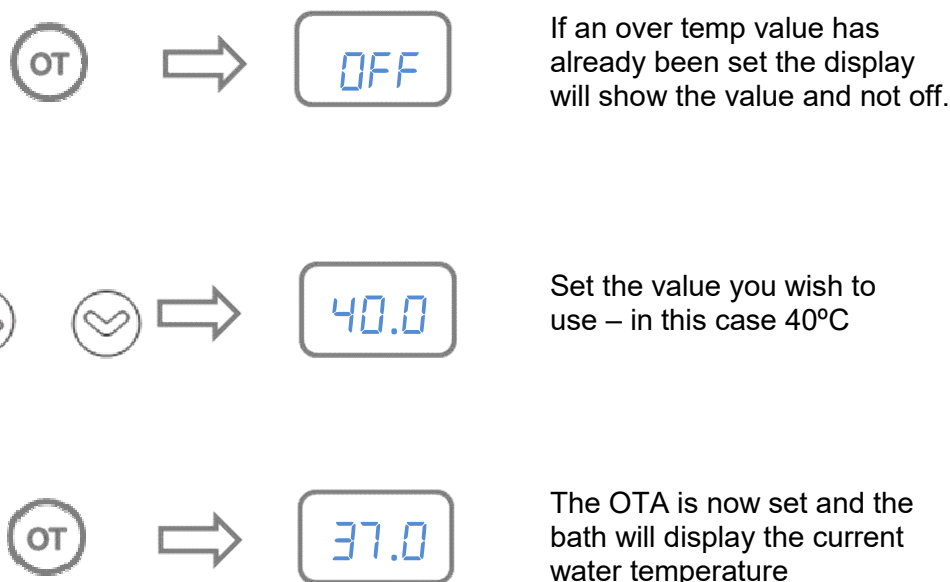 OT
OFF
If an over temp value has
already been set the display
will show the value and not off.
40.0
Set the value you wish to
use – in this case 40ºC
OT
37.0
The OTA is now set and the
bath will display the current
water temperature